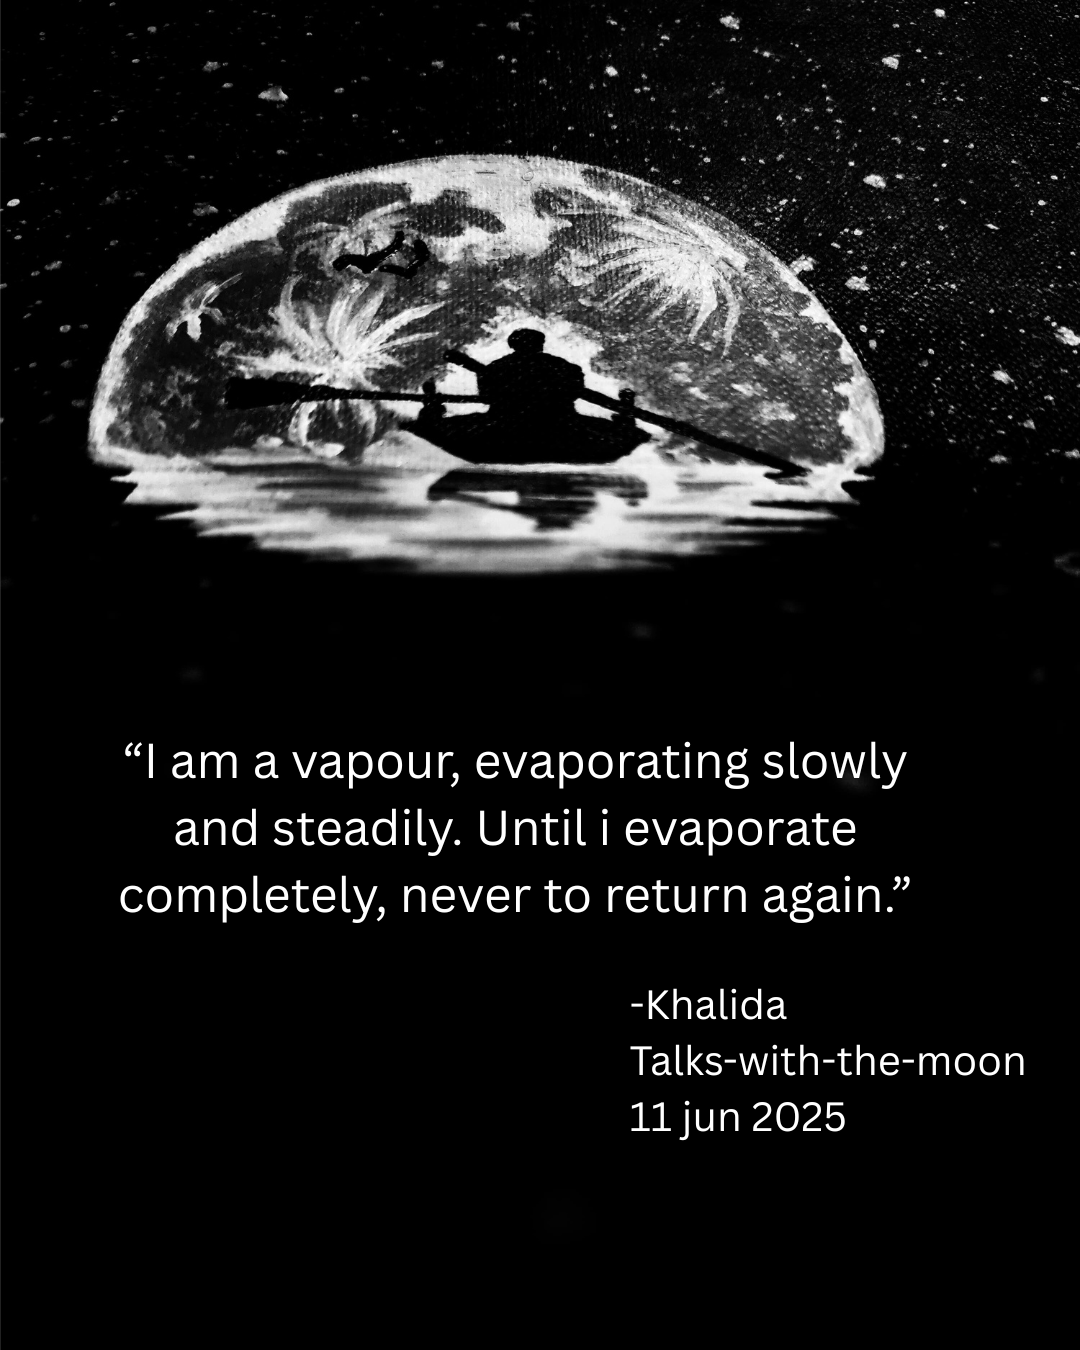 “I am a vapour, evaporating slowly
and steadily. Until i evaporate
completely, never to return again.”
-Khalida
Talks-with-the-moon
11 jun 2025